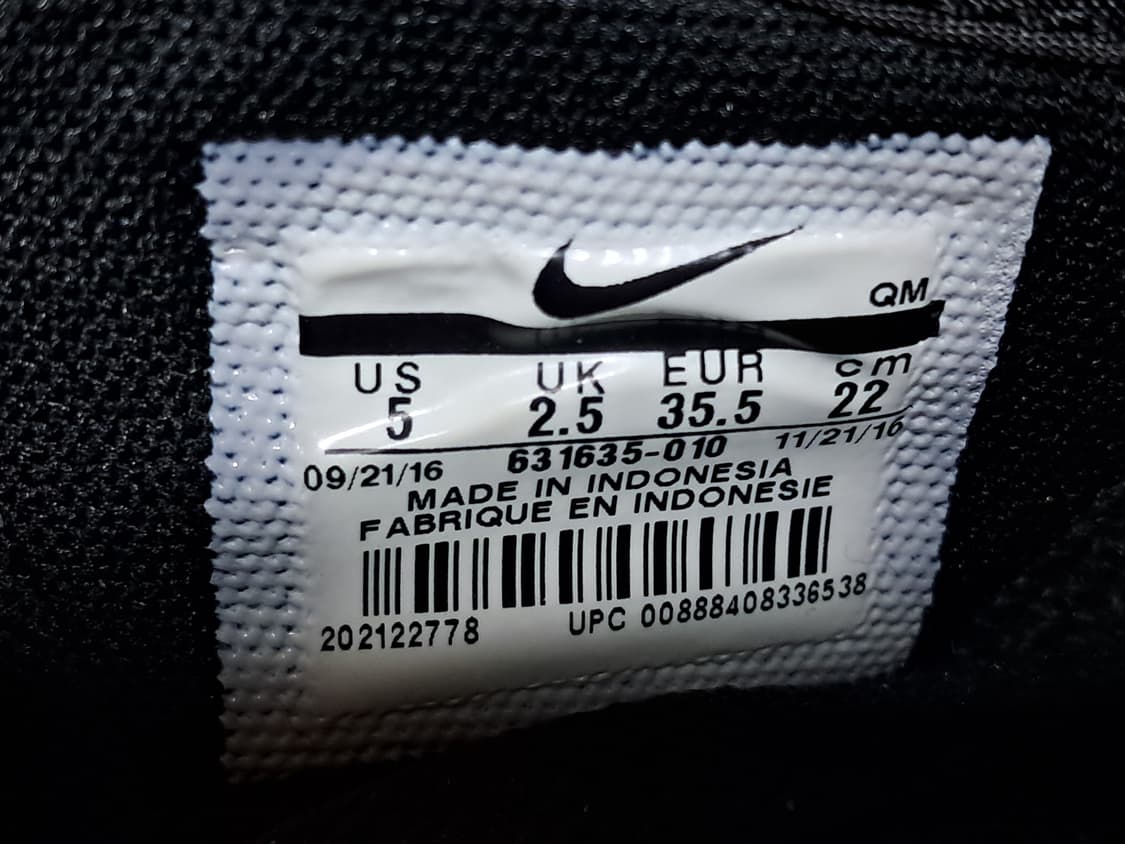 QM
US UK EUR cm
5 2.5 35.5 22
09/21/16 631635-010 11/21/16
MADE IN INDONESIA
FABRIQUE EN INDONESIE
202122778 UPC 00888408336538